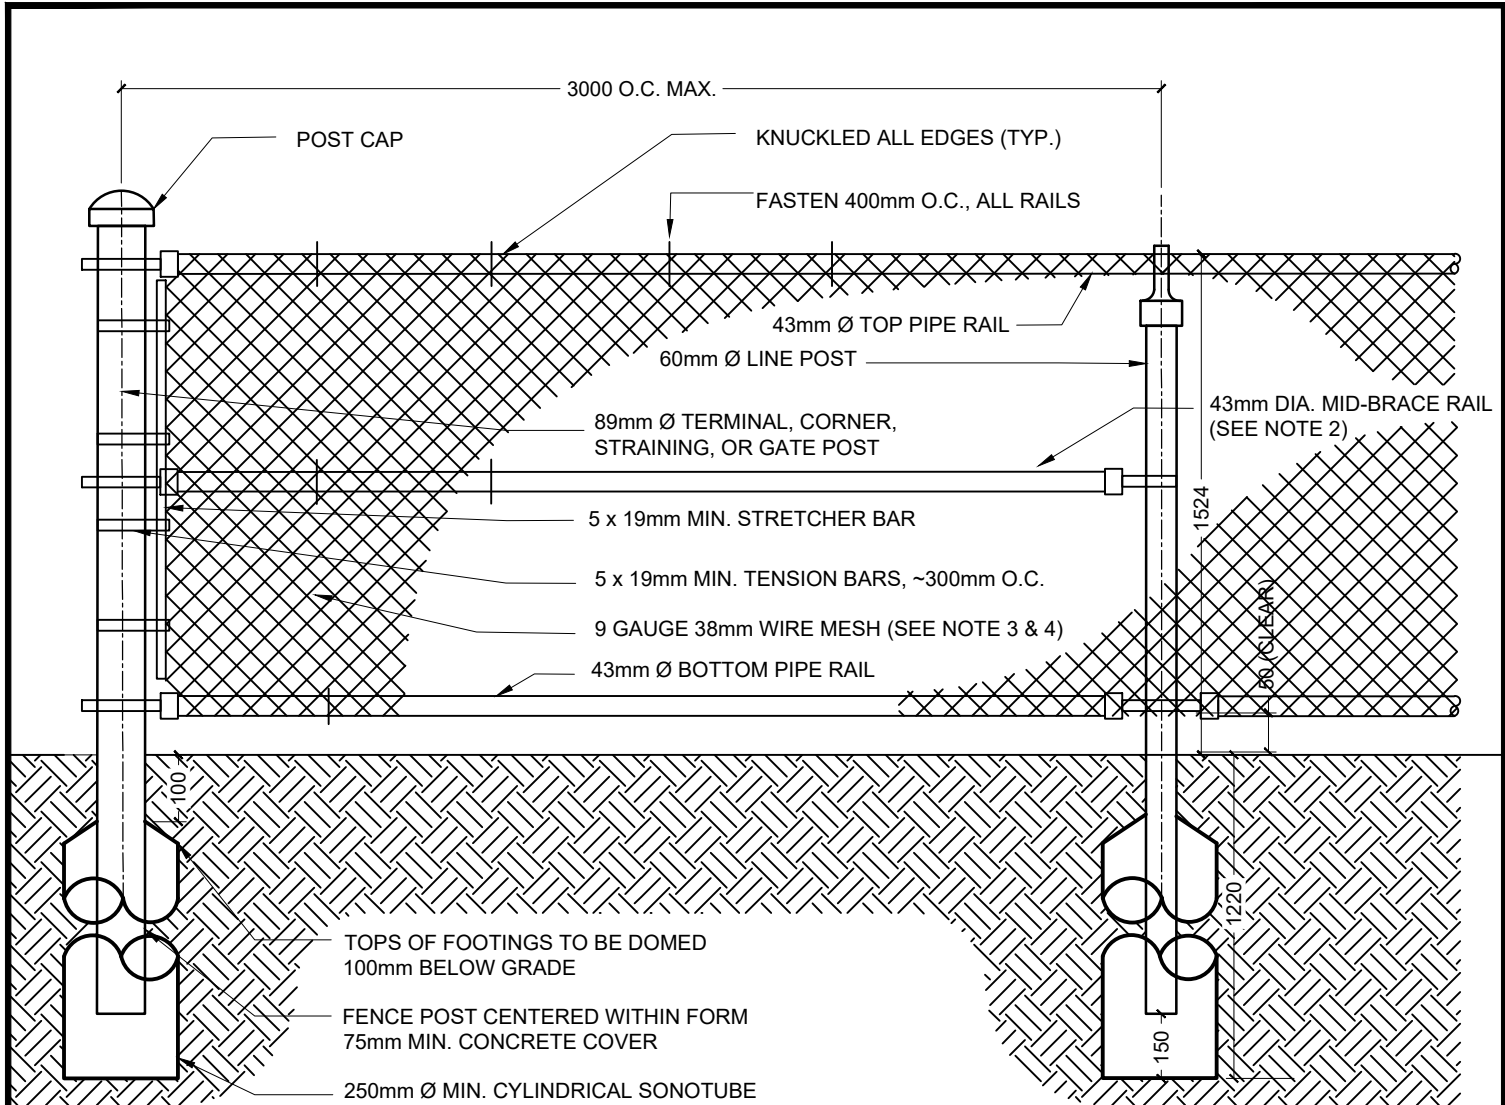 3000 O.C. MAX.
POST CAP
KNUCKLED ALL EDGES (TYP.)
FASTEN 400mm O.C., ALL RAILS
43mm Ø TOP PIPE RAIL
60mm Ø LINE POST
89mm Ø TERMINAL, CORNER,
STRAINING, OR GATE POST
43mm DIA. MID-BRACE RAIL
(SEE NOTE 2)
5 x 19mm MIN. STRETCHER BAR
1524
5 x 19mm MIN. TENSION BARS, ~300mm O.C.
9 GAUGE 38mm WIRE MESH (SEE NOTE 3 & 4)
50 (CLEAR)
43mm Ø BOTTOM PIPE RAIL
100
1220
TOPS OF FOOTINGS TO BE DOMED
100mm BELOW GRADE
FENCE POST CENTERED WITHIN FORM
75mm MIN. CONCRETE COVER
150
250mm Ø MIN. CYLINDRICAL SONOTUBE